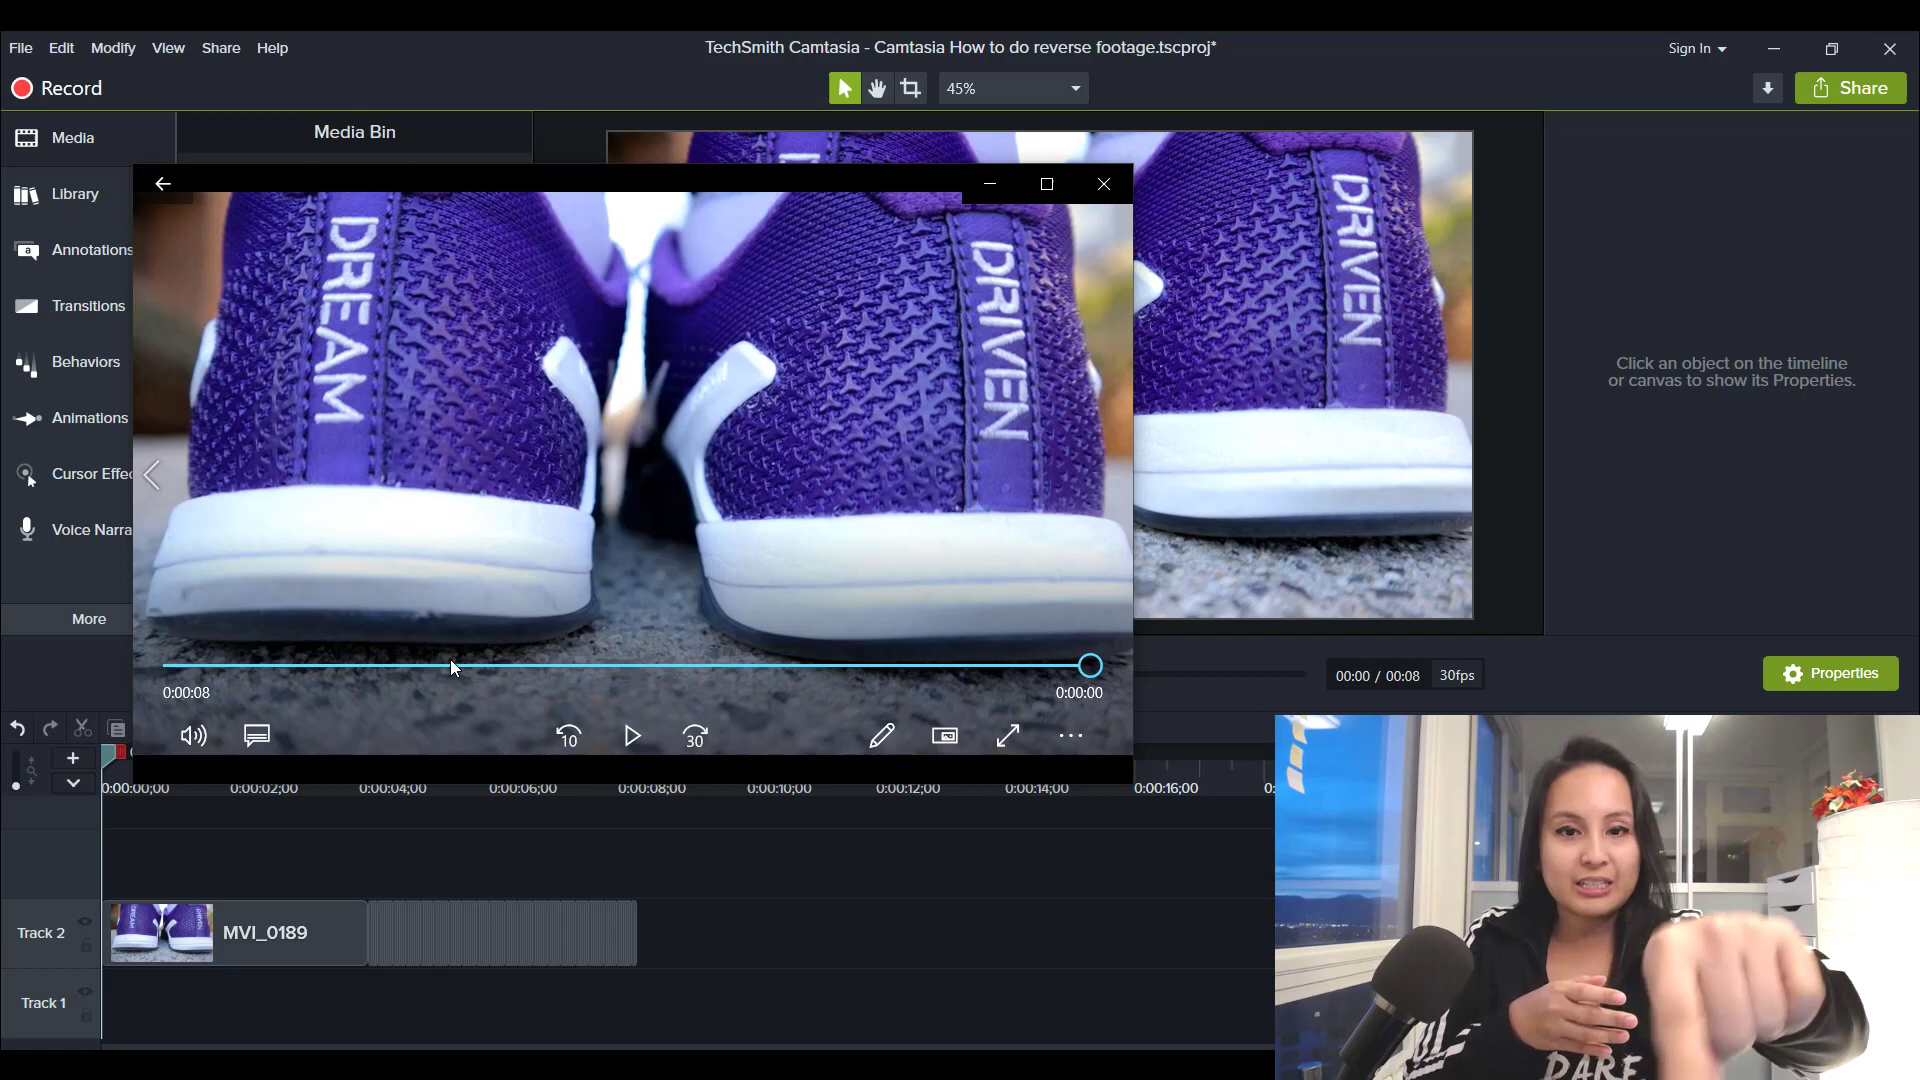 File Edit Modify View Share Help
TechSmith Camtasia - Camtasia How to do reverse footage.tscproj*
Sign In
Record
45%
Share
Media
Media Bin
Library
Annotations
Transitions
Behaviors
Animations
Cursor Effec
Voice Narra
More
DREAM
DRIVEN
DRIVEN
Click an object on the timeline
or canvas to show its Properties.
0:00:08
0:00:00
10
30
00:00 / 00:08
30fps
Properties
0:00:00;00 0:00:02;00 0:00:04;00 0:00:06;00 0:00:08;00 0:00:10;00 0:00:12;00 0:00:14;00 0:00:16;00 0:
Track 2
DREAM
DRIVEN
MVI_0189
Track 1
DARE